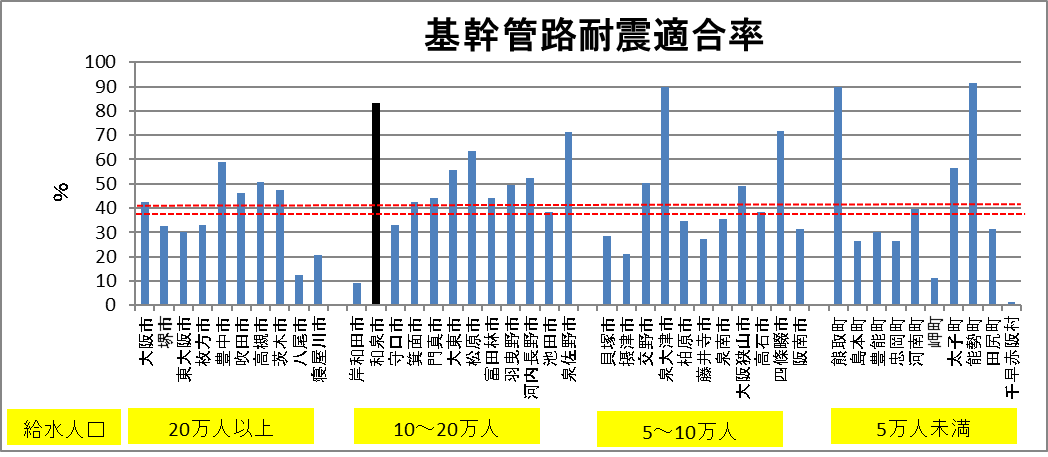 基幹管路耐震適合率
%
100
90
80
70
60
50
40
30
20
10
0
大阪市
堺市
東大阪市
枚方市
豊中市
吹田市
高槻市
茨木市
八尾市
寝屋川市
岸和田市
和泉市
守口市
箕面市
門真市
大東市
松原市
富田林市
羽曳野市
河内長野市
池田市
泉佐野市
貝塚市
摂津市
交野市
泉大津市
柏原市
藤井寺市
泉南市
大阪狭山市
高石市
四條畷市
阪南市
熊取町
島本町
豊能町
忠岡町
河南町
岬町
太子町
能勢町
田尻町
千早赤阪村
給水人口
20万人以上
10～20万人
5～10万人
5万人未満